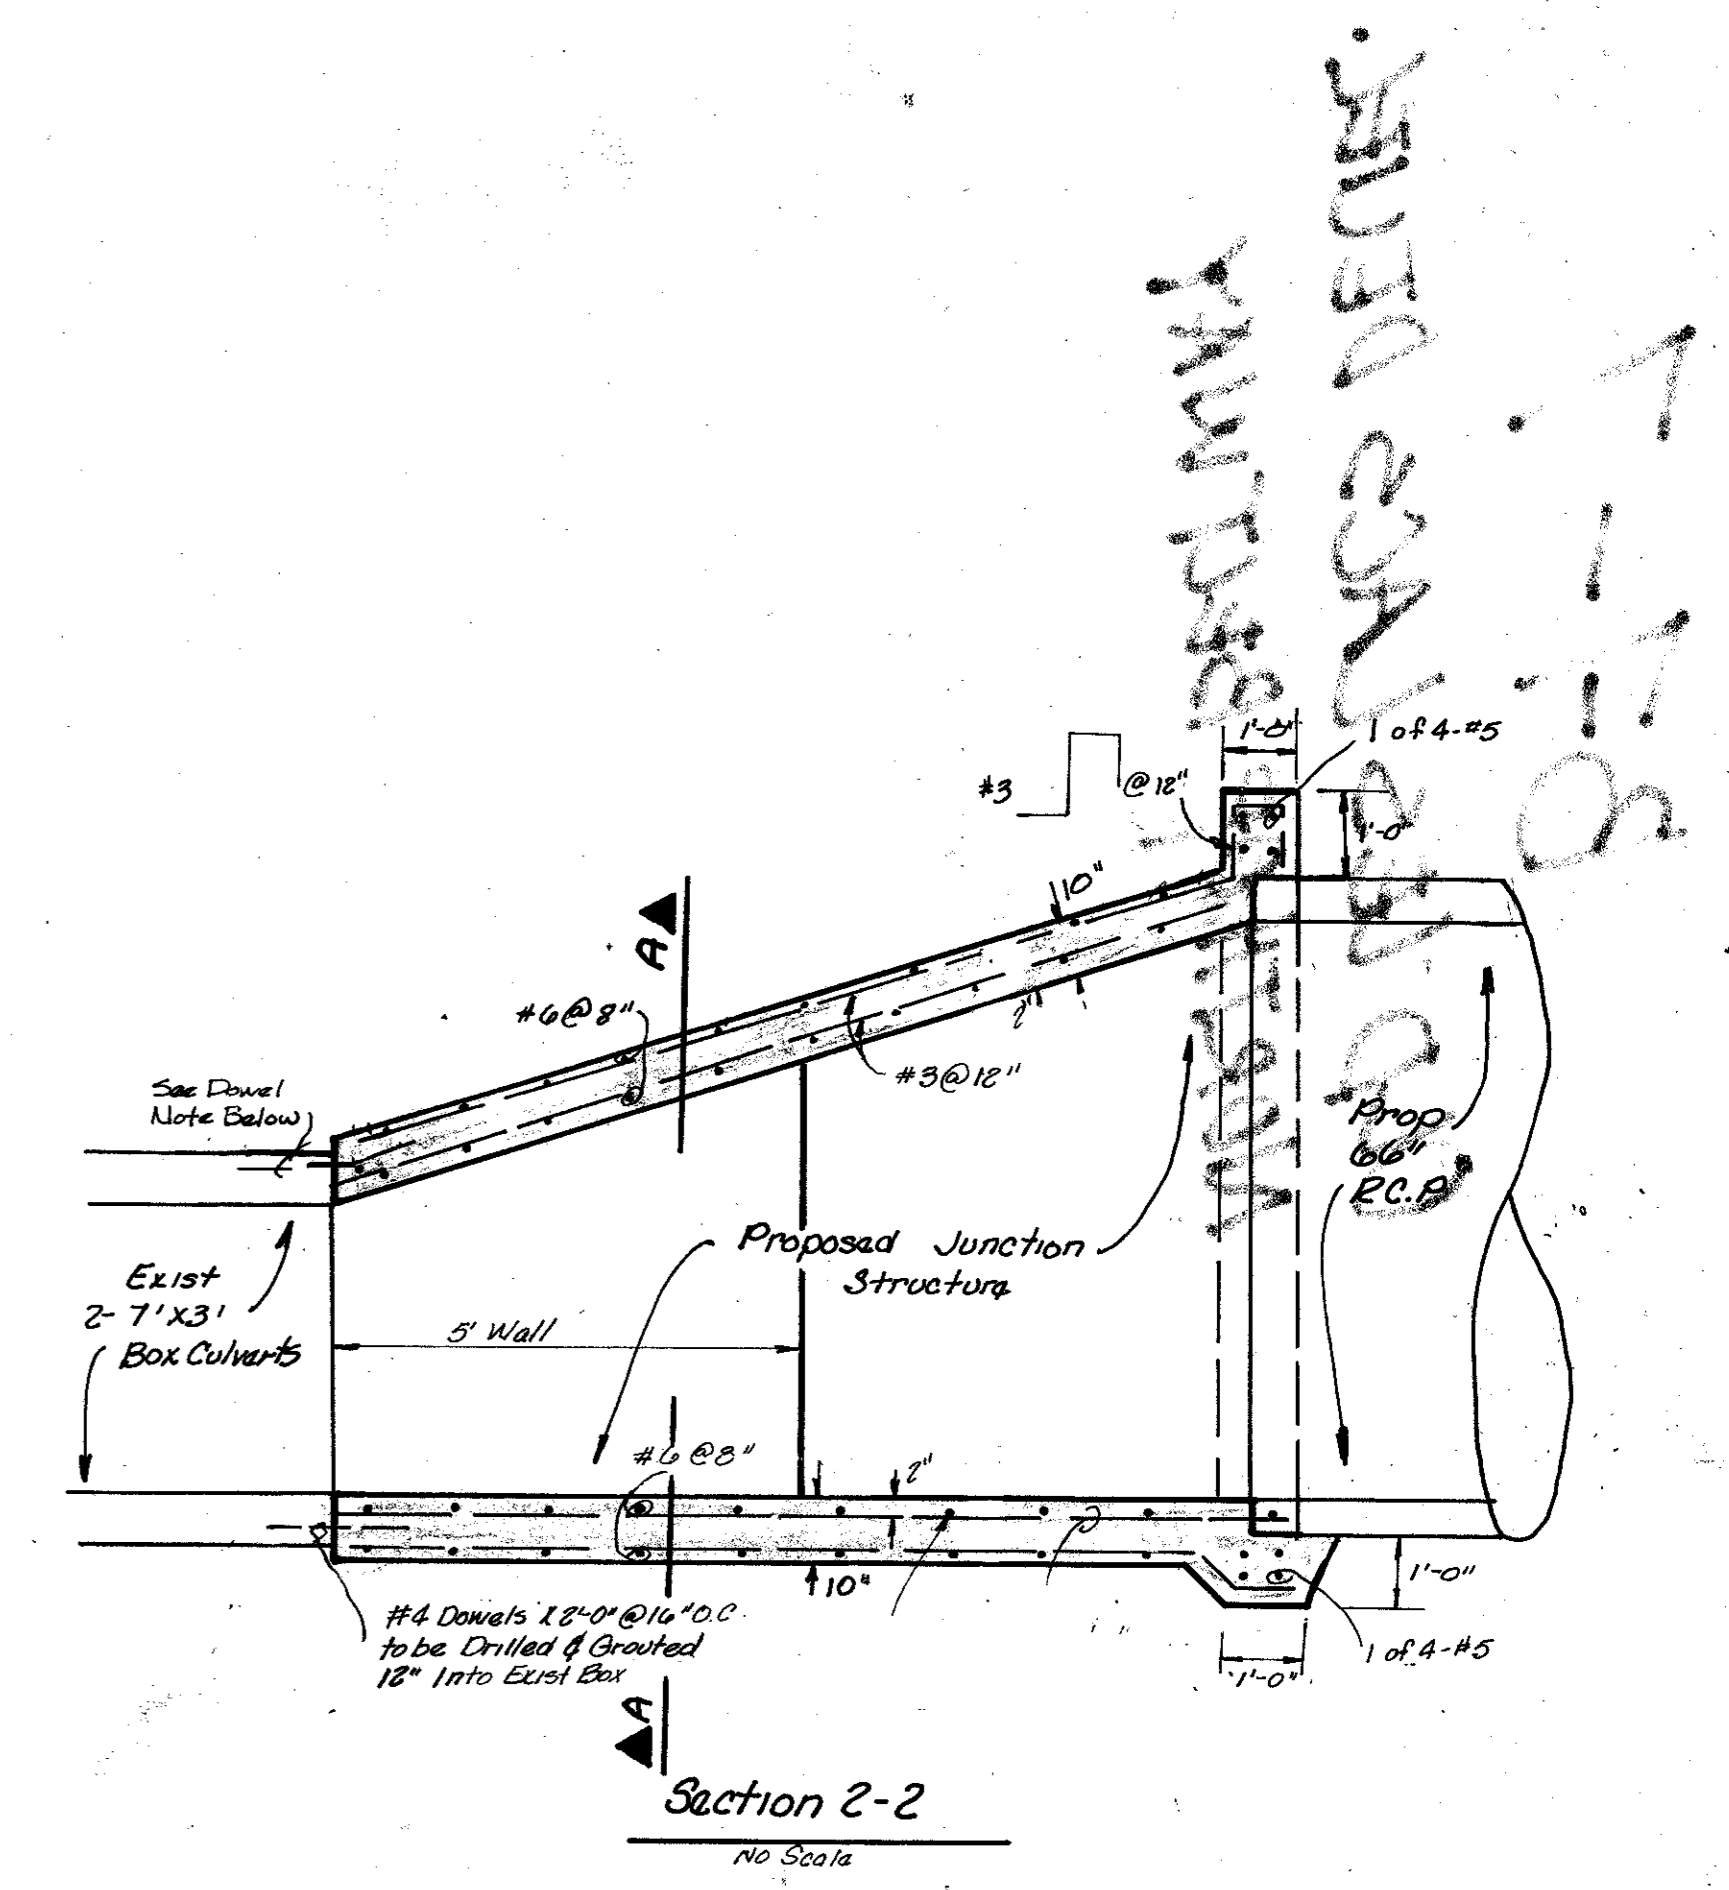 1'-0"
1 of 4-#5
#3
@12"
1'-0"
10"
A
#6@8"
2"
#3@12"
See Dowel
Note Below
Prop
66"
R.C.P.
Proposed Junction
Structure
Exist
2- 7'X3'
Box Culverts
5' Wall
#6@8"
2"
10"
1'-0"
#4 Dowels X 2'-0" @16" O.C.
to be Drilled & Grouted
12" Into Exist Box
1 of 4-#5
1'-0"
A
Section 2-2
No Scale